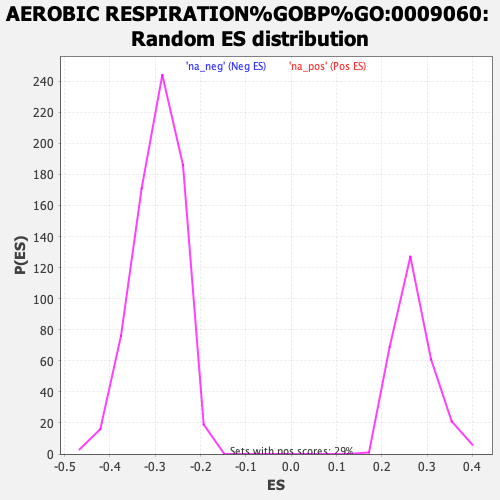 AEROBIC RESPIRATION%GOBP%GO:0009060:
Random ES distribution
'na_neg' (Neg ES) 'na_pos' (Pos ES)
240
220
200
180
160
140
120
100
80
60
40
20
0
P(ES)
Sets with pos scores: 29%
-0.5 -0.4 -0.3 -0.2 -0.1 0.0 0.1 0.2 0.3 0.4
ES